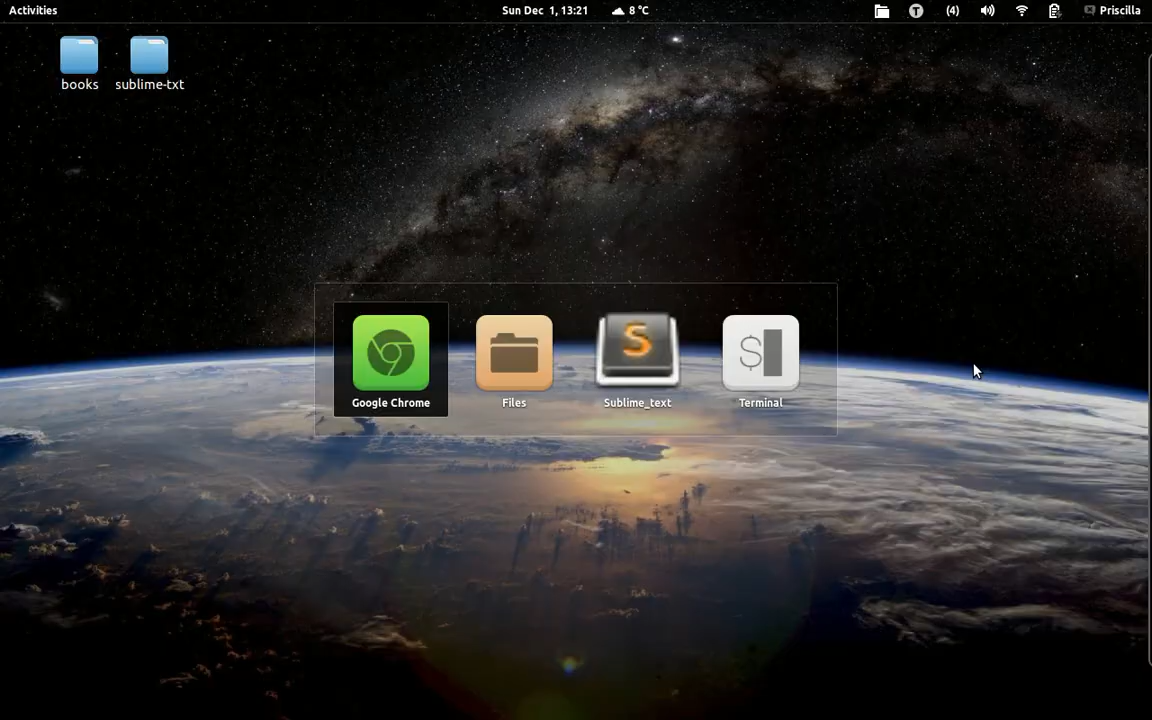 Activities
Sun Dec 1, 13:21
8 °C
T
(4)
Priscilla
books
sublime-txt
S
$
Google Chrome
Files
Sublime_text
Terminal